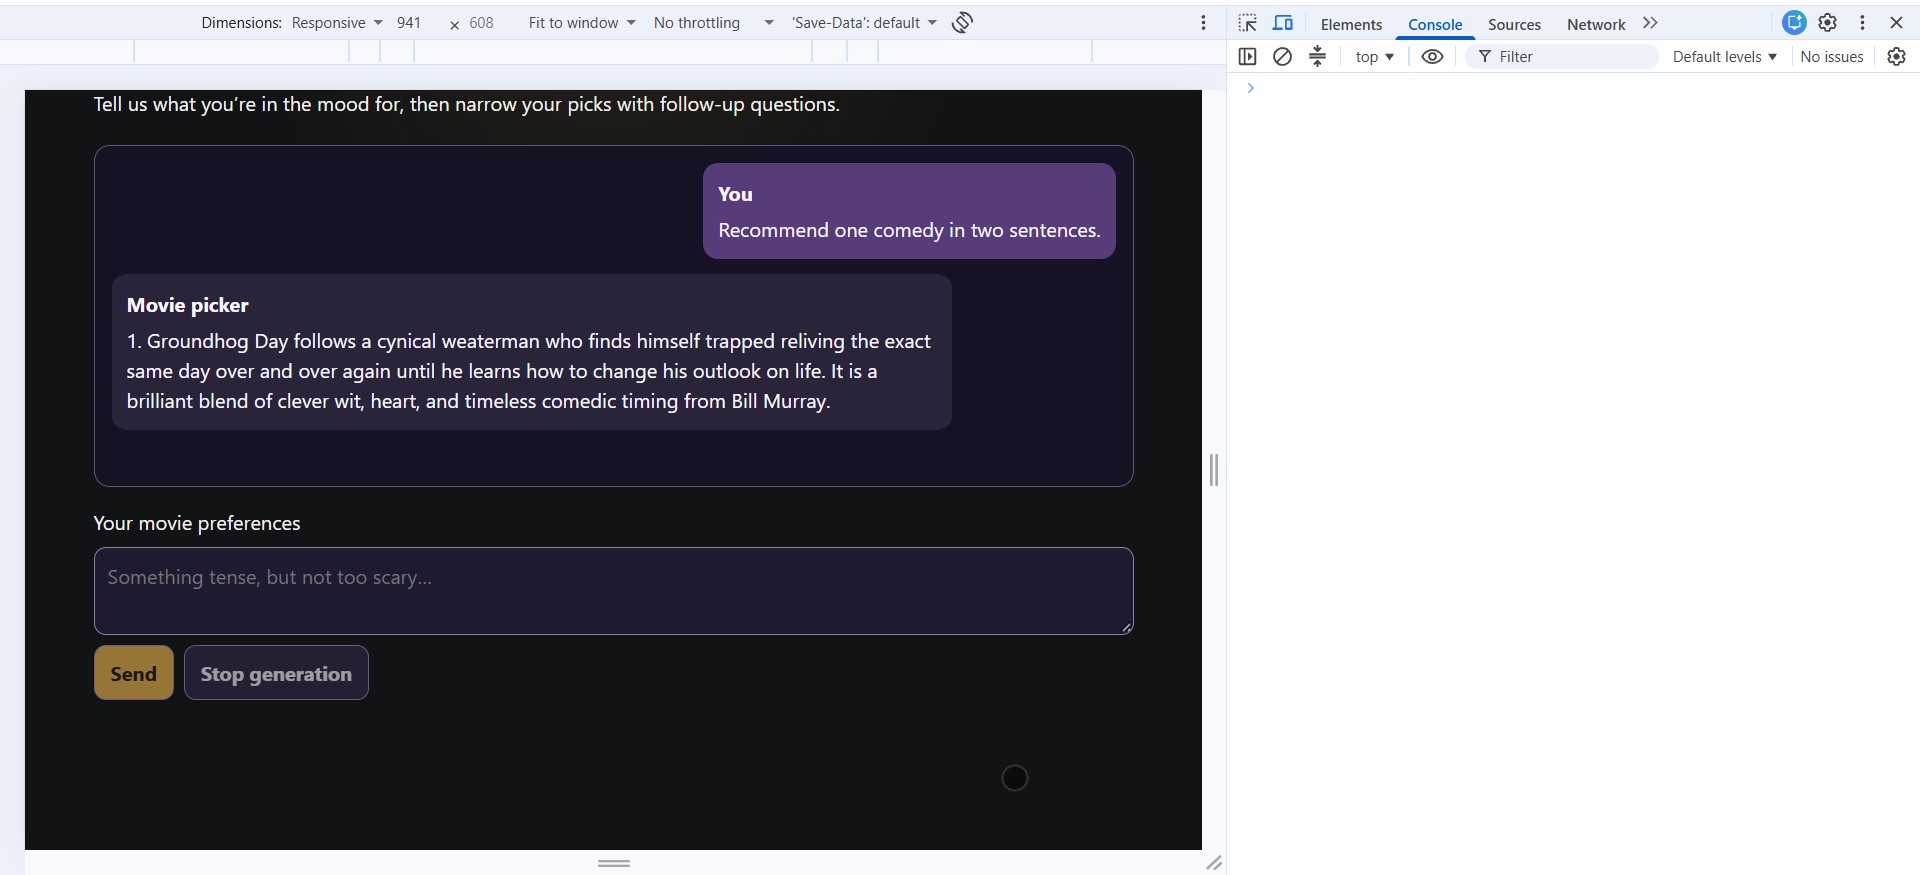 Dimensions: Responsive 941 × 608 Fit to window No throttling 'Save-Data': default
Elements Console Sources Network
top Filter Default levels No issues
Tell us what you’re in the mood for, then narrow your picks with follow-up questions.
You
Recommend one comedy in two sentences.
Movie picker
1. Groundhog Day follows a cynical weaterman who finds himself trapped reliving the exact
same day over and over again until he learns how to change his outlook on life. It is a
brilliant blend of clever wit, heart, and timeless comedic timing from Bill Murray.
Your movie preferences
Something tense, but not too scary...
Send Stop generation